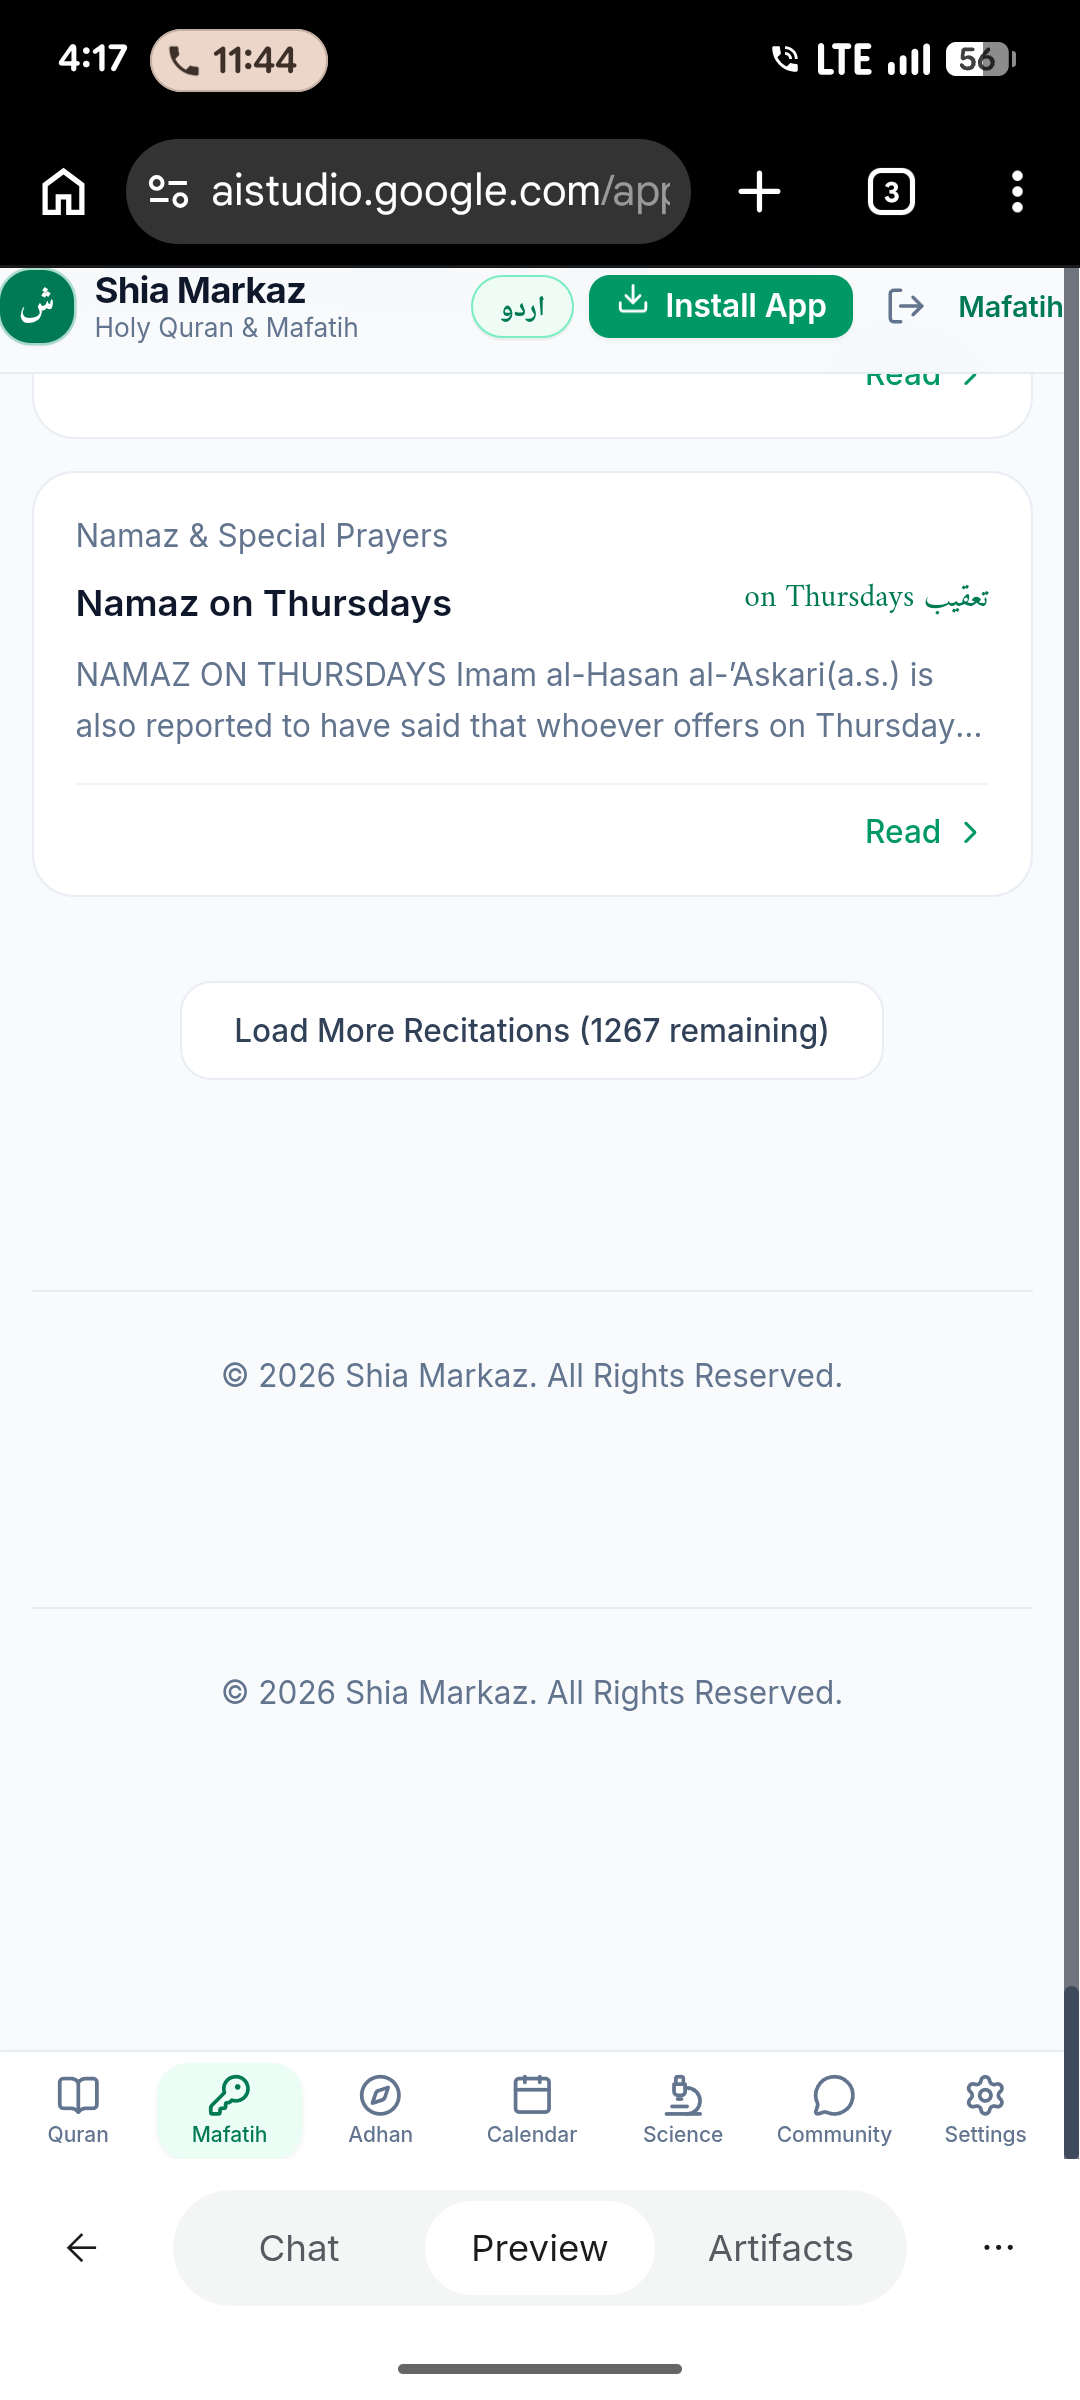 4:17
11:44
LTE
56
aistudio.google.com/app
3
ش
Shia Markaz
Holy Quran & Mafatih
اردو
Install App
Mafatih
Read
Namaz & Special Prayers
Namaz on Thursdays
on Thursdays تعقيب
NAMAZ ON THURSDAYS Imam al-Hasan al-’Askari(a.s.) is
also reported to have said that whoever offers on Thursday...
Read
Load More Recitations (1267 remaining)
© 2026 Shia Markaz. All Rights Reserved.
© 2026 Shia Markaz. All Rights Reserved.
Quran
Mafatih
Adhan
Calendar
Science
Community
Settings
Chat
Preview
Artifacts